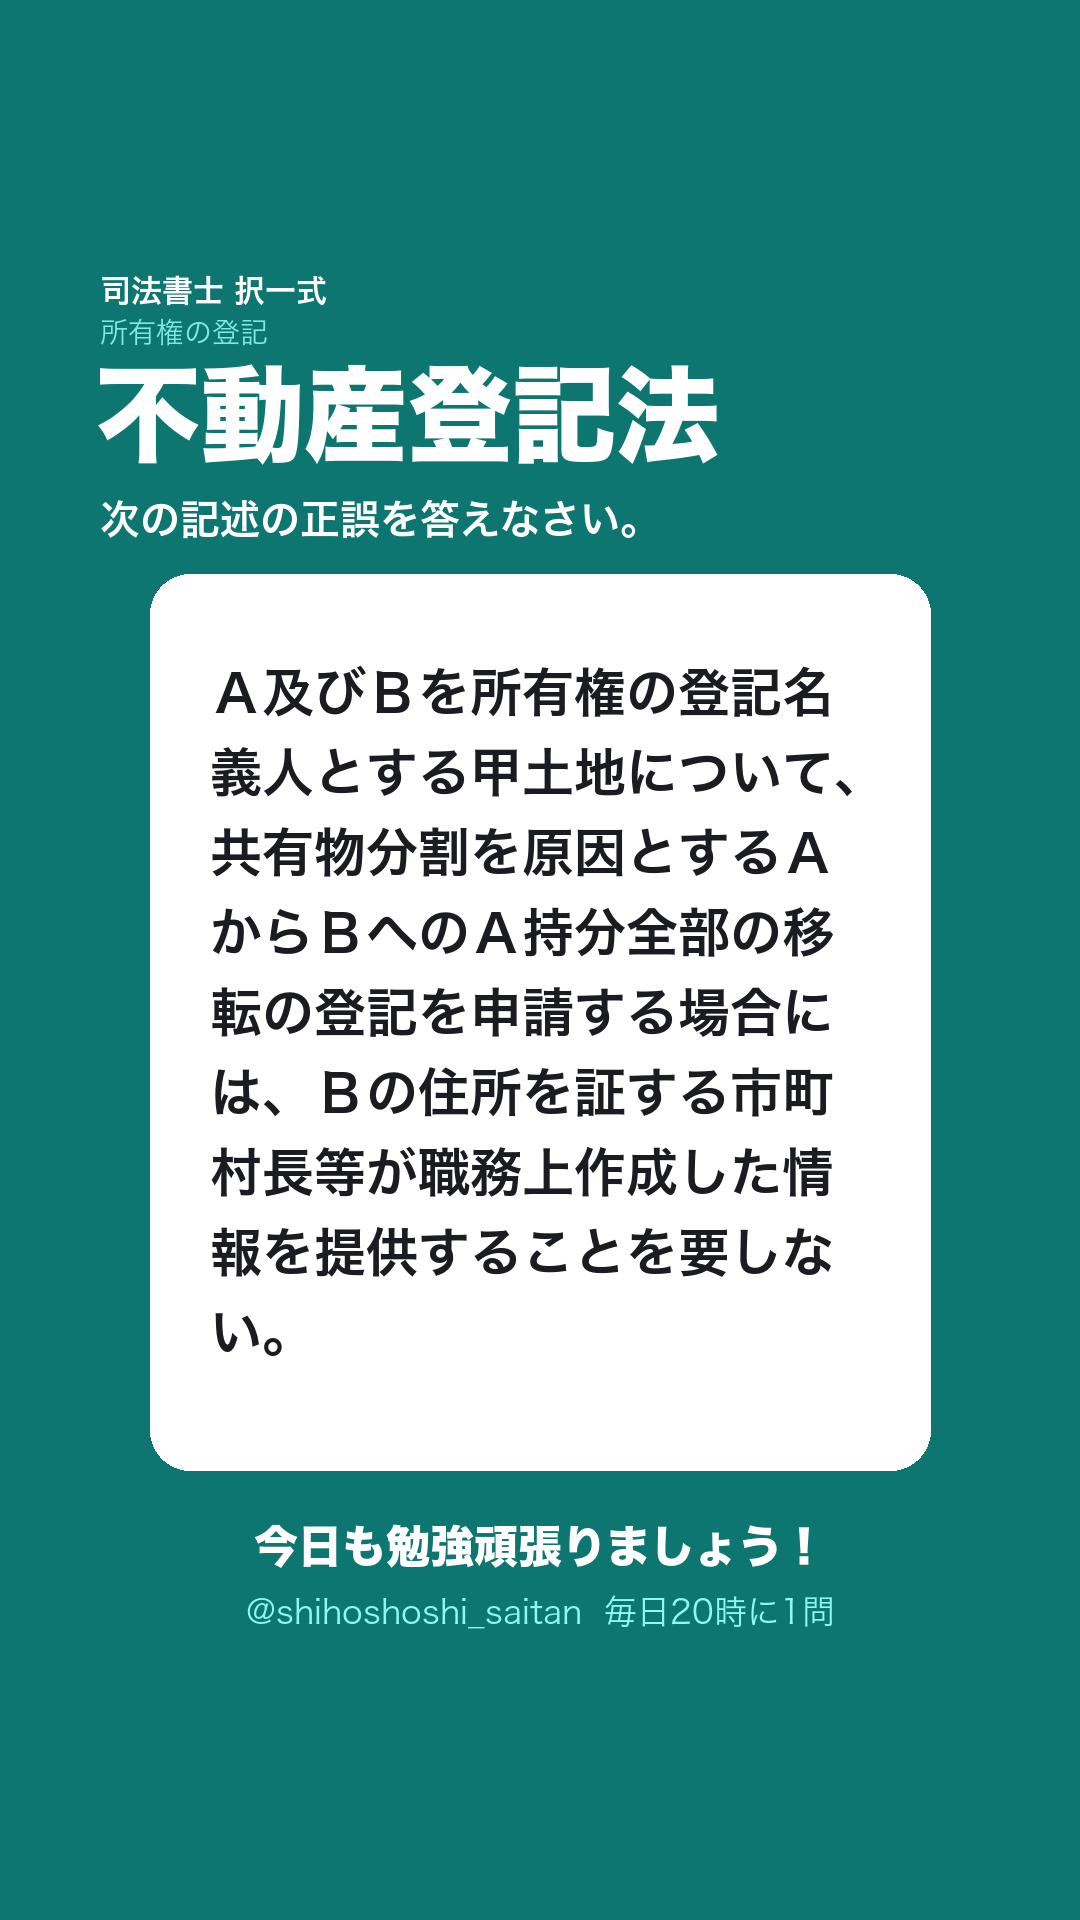 司法書士 択一式
所有権の登記
不動産登記法
次の記述の正誤を答えなさい。
Ａ及びＢを所有権の登記名
義人とする甲土地について、
共有物分割を原因とするＡ
からＢへのＡ持分全部の移
転の登記を申請する場合に
は、Ｂの住所を証する市町
村長等が職務上作成した情
報を提供することを要しな
い。
今日も勉強頑張りましょう！
@shihoshoshi_saitan 毎日20時に1問